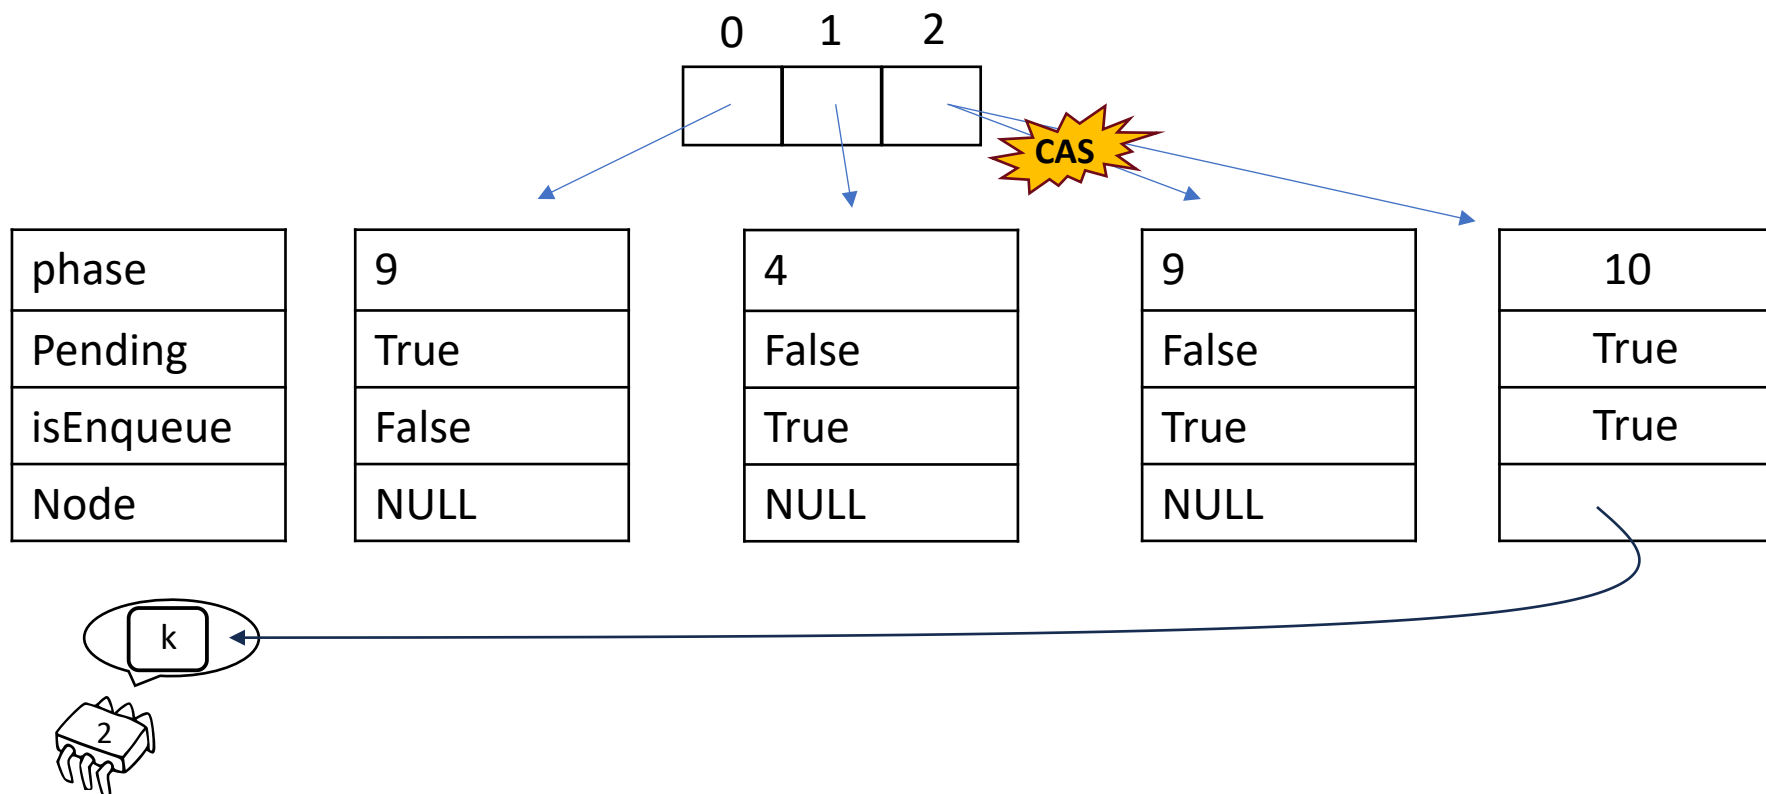 0 1 2
CAS
phase 9 4 9 10
Pending True False False True
isEnqueue False True True True
Node NULL NULL NULL
k
2